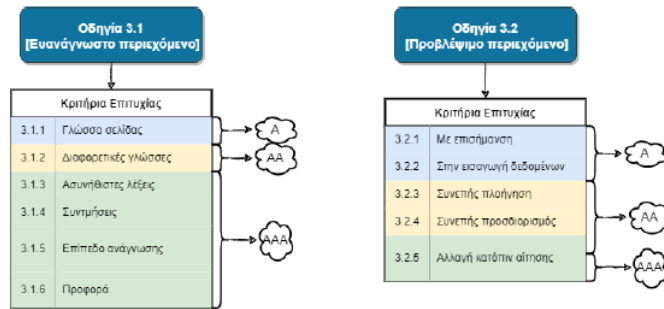 Οδηγία 3.1
[Ευανάγνωστο περιεχόμενο]
Κριτήρια Επιτυχίας
3.1.1 Γλώσσα σελίδας
A
3.1.2 Διαφορετικές γλώσσες
AA
3.1.3 Ασυνήθιστες λέξεις
3.1.4 Συντμήσεις
3.1.5 Επίπεδο ανάγνωσης
AAA
3.1.6 Προφορά
Οδηγία 3.2
[Προβλέψιμο περιεχόμενο]
Κριτήρια Επιτυχίας
3.2.1 Με επισήμανση
3.2.2 Στην εισαγωγή δεδομένων
A
3.2.3 Συνεπής πλοήγηση
3.2.4 Συνεπής προσδιορισμός
AA
3.2.5 Αλλαγή κατόπιν αίτησης
AAA